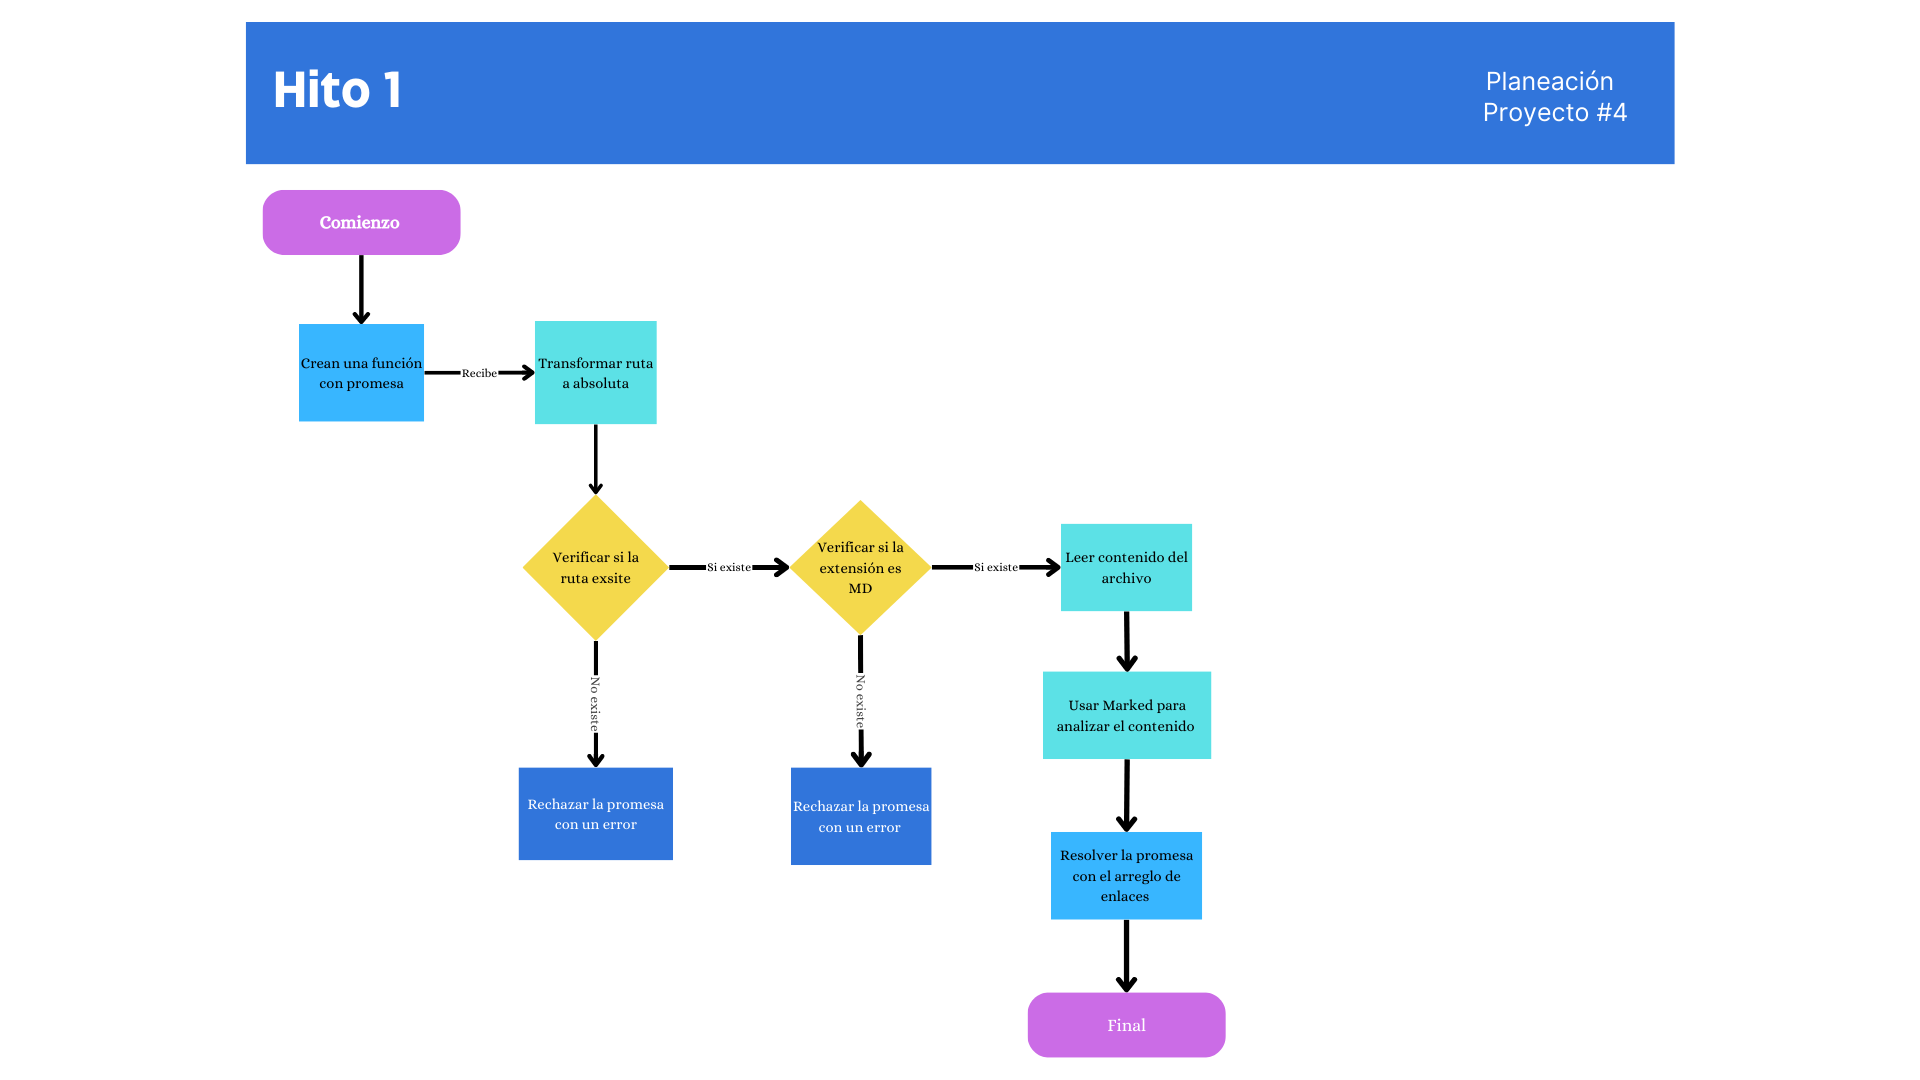 Hito 1
Planeación
Proyecto #4
Comienzo
Crean una función
con promesa
Recibe
Transformar ruta
a absoluta
Verificar si la
ruta exsite
Si existe
Verificar si la
extensión es
MD
Si existe
Leer contenido del
archivo
No existe
No existe
Usar Marked para
analizar el contenido
Rechazar la promesa
con un error
Rechazar la promesa
con un error
Resolver la promesa
con el arreglo de
enlaces
Final